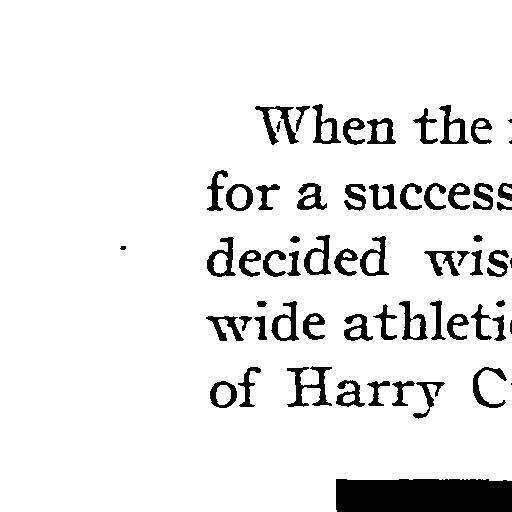 When the
for a success
decided wis
wide athleti
of Harry C